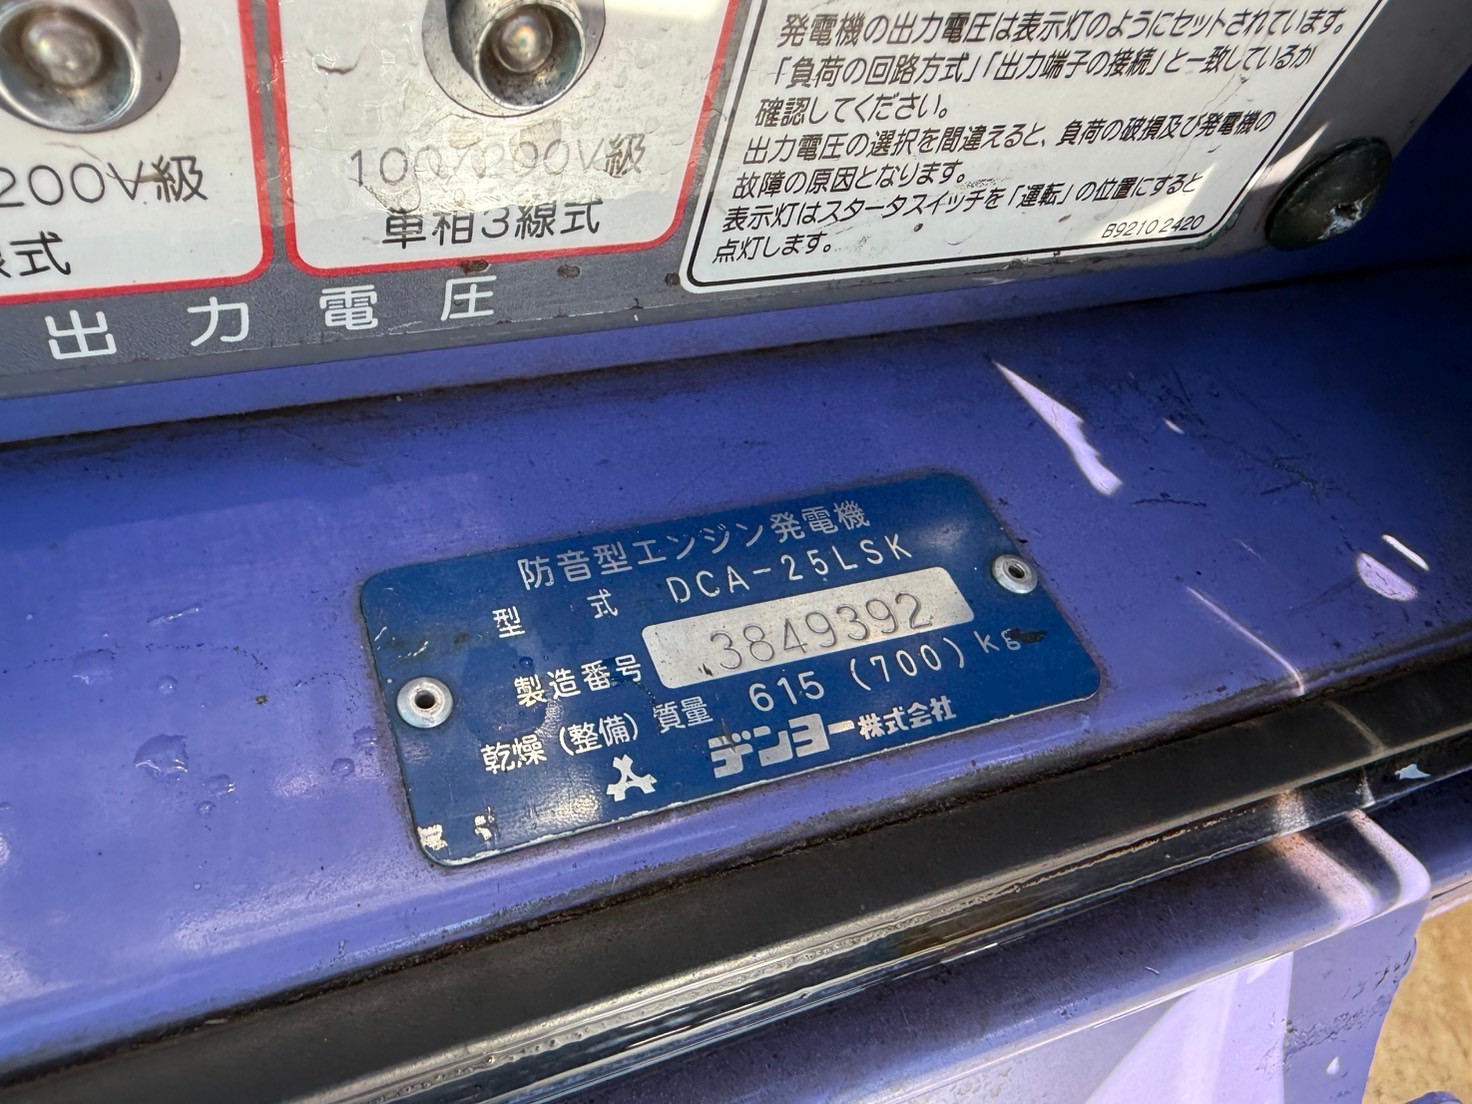 200V級
式
100/200V級
単相3線式
出力電圧
発電機の出力電圧は表示灯のようにセットされています。
「負荷の回路方式」「出力端子の接続」と一致しているか
確認してください。
出力電圧の選択を間違えると、負荷の破損及び発電機の
故障の原因となります。
表示灯はスタータスイッチを「運転」の位置にすると
点灯します。
B92102420
防音型エンジン発電機
型式 DCA-25LSK
製造番号 3849392
乾燥(整備)質量 615(700)kg
デンヨー株式会社